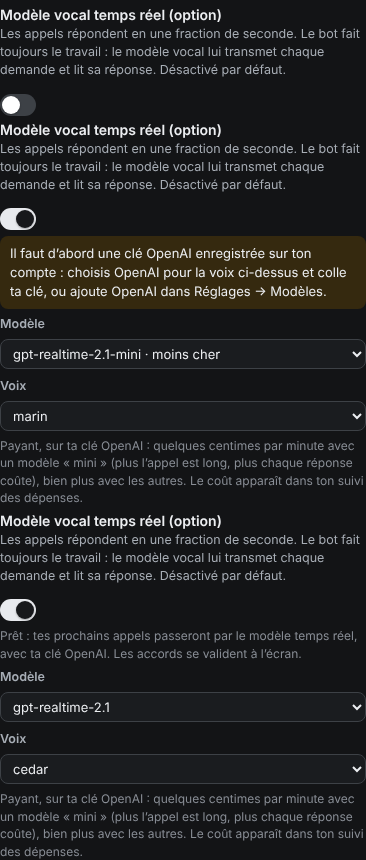 Modèle vocal temps réel (option)
Les appels répondent en une fraction de seconde. Le bot fait
toujours le travail : le modèle vocal lui transmet chaque
demande et lit sa réponse. Désactivé par défaut.
Modèle vocal temps réel (option)
Les appels répondent en une fraction de seconde. Le bot fait
toujours le travail : le modèle vocal lui transmet chaque
demande et lit sa réponse. Désactivé par défaut.
Il faut d’abord une clé OpenAI enregistrée sur ton
compte : choisis OpenAI pour la voix ci-dessus et colle
ta clé, ou ajoute OpenAI dans Réglages → Modèles.
Modèle
gpt-realtime-2.1-mini · moins cher
Voix
marin
Payant, sur ta clé OpenAI : quelques centimes par minute avec
un modèle « mini » (plus l’appel est long, plus chaque réponse
coûte), bien plus avec les autres. Le coût apparaît dans ton suivi
des dépenses.
Modèle vocal temps réel (option)
Les appels répondent en une fraction de seconde. Le bot fait
toujours le travail : le modèle vocal lui transmet chaque
demande et lit sa réponse. Désactivé par défaut.
Prêt : tes prochains appels passeront par le modèle temps réel,
avec ta clé OpenAI. Les accords se valident à l’écran.
Modèle
gpt-realtime-2.1
Voix
cedar
Payant, sur ta clé OpenAI : quelques centimes par minute avec
un modèle « mini » (plus l’appel est long, plus chaque réponse
coûte), bien plus avec les autres. Le coût apparaît dans ton suivi
des dépenses.